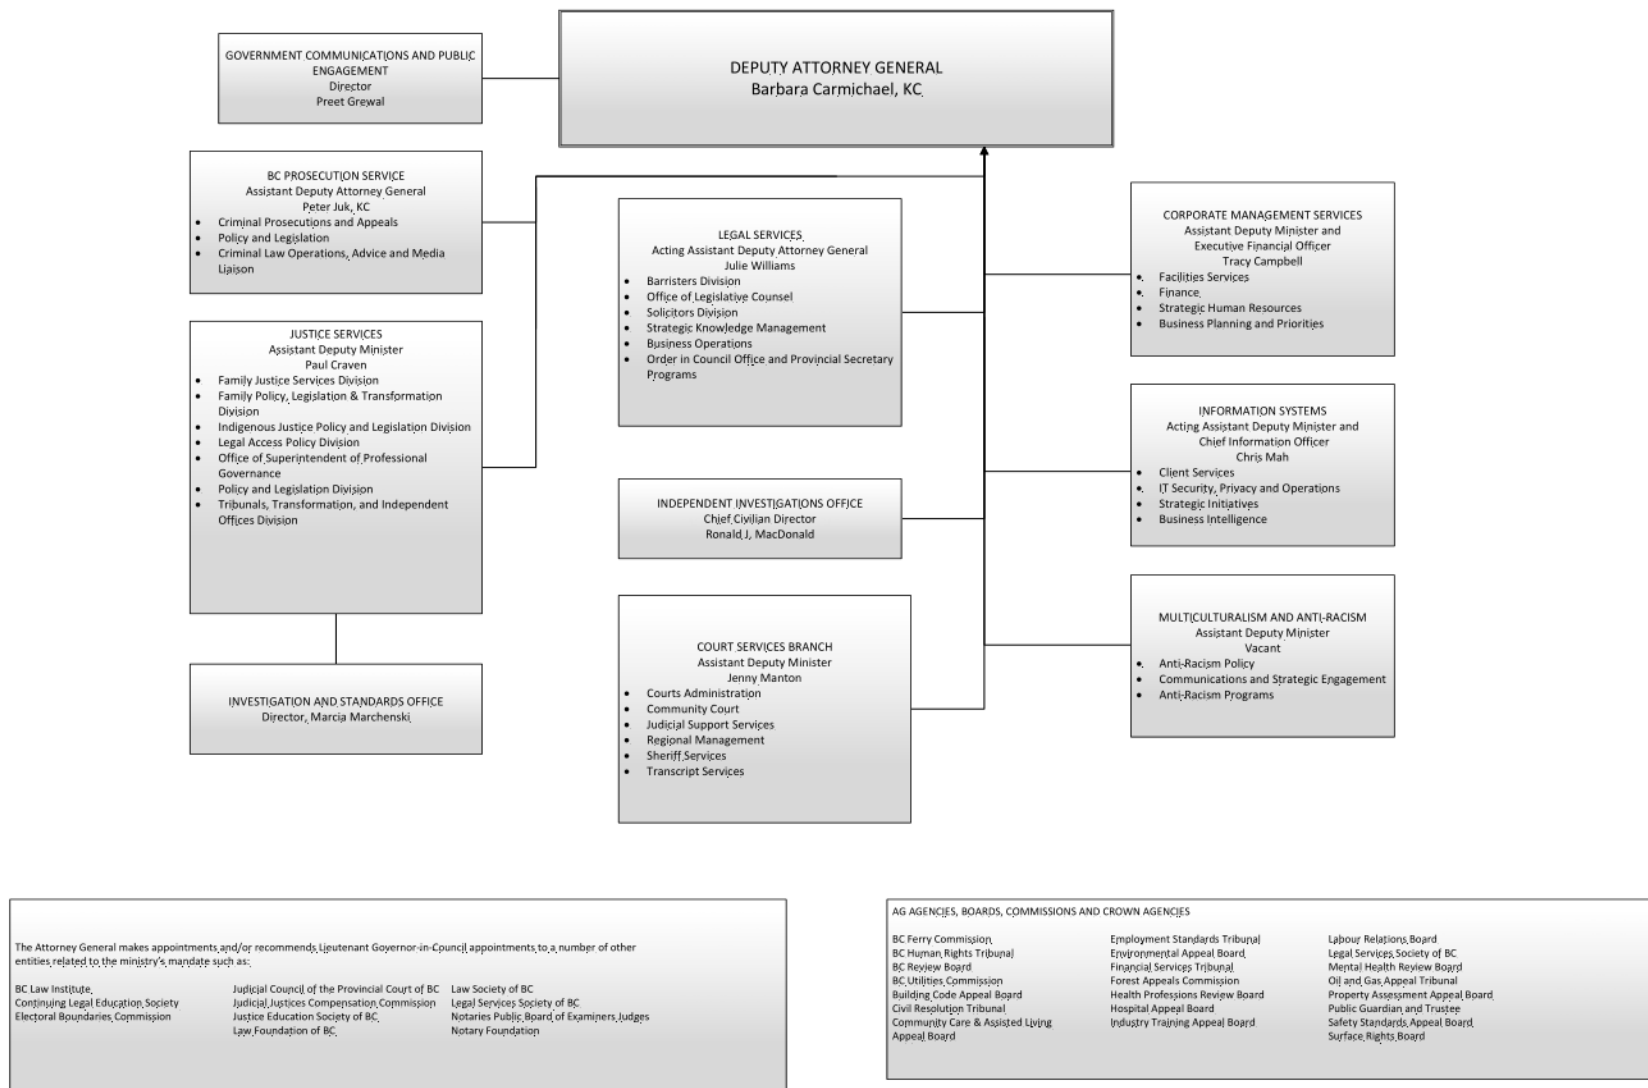 GOVERNMENT COMMUNICATIONS AND PUBLIC
ENGAGEMENT
Director
Preet Grewal
DEPUTY ATTORNEY GENERAL
Barbara Carmichael, KC
BC PROSECUTION SERVICE
Assistant Deputy Attorney General
Peter Juk, KC
• Criminal Prosecutions and Appeals
• Policy and Legislation
• Criminal Law Operations, Advice and Media
Liaison
JUSTICE SERVICES
Assistant Deputy Minister
Paul Craven
• Family Justice Services Division
• Family Policy, Legislation & Transformation
Division
• Indigenous Justice Policy and Legislation Division
• Legal Access Policy Division
• Office of Superintendent of Professional
Governance
• Policy and Legislation Division
• Tribunals, Transformation, and Independent
Offices Division
INVESTIGATION AND STANDARDS OFFICE
Director, Marcia Marchenski
LEGAL SERVICES
Acting Assistant Deputy Attorney General
Julie Williams
• Barristers Division
• Office of Legislative Counsel
• Solicitors Division
• Strategic Knowledge Management
• Business Operations
• Order in Council Office and Provincial Secretary
Programs
INDEPENDENT INVESTIGATIONS OFFICE
Chief Civilian Director
Ronald J, MacDonald
COURT SERVICES BRANCH
Assistant Deputy Minister
Jenny Manton
• Courts Administration
• Community Court
• Judicial Support Services
• Regional Management
• Sheriff Services
• Transcript Services
CORPORATE MANAGEMENT SERVICES
Assistant Deputy Minister and
Executive Financial Officer
Tracy Campbell
• Facilities Services
• Finance
• Strategic Human Resources
• Business Planning and Priorities
INFORMATION SYSTEMS
Acting Assistant Deputy Minister and
Chief Information Officer
Chris Mah
• Client Services
• IT Security, Privacy and Operations
• Strategic Initiatives
• Business Intelligence
MULTICULTURALISM AND ANTI-RACISM
Assistant Deputy Minister
Vacant
• Anti-Racism Policy
• Communications and Strategic Engagement
• Anti-Racism Programs
The Attorney General makes appointments and/or recommends Lieutenant Governor-in-Council appointments to a number of other
entities related to the ministry's mandate such as:
BC Law Institute
Continuing Legal Education Society
Electoral Boundaries Commission
Judicial Council of the Provincial Court of BC
Judicial Justices Compensation Commission
Justice Education Society of BC
Law Foundation of BC
Law Society of BC
Legal Services Society of BC
Notaries Public Board of Examiners Judges
Notary Foundation
AG AGENCIES, BOARDS, COMMISSIONS AND CROWN AGENCIES
BC Ferry Commission
BC Human Rights Tribunal
BC Review Board
BC Utilities Commission
Building Code Appeal Board
Civil Resolution Tribunal
Community Care & Assisted Living
Appeal Board
Employment Standards Tribunal
Environmental Appeal Board
Financial Services Tribunal
Forest Appeals Commission
Health Professions Review Board
Hospital Appeal Board
Industry Training Appeal Board
Labour Relations Board
Legal Services Society of BC
Mental Health Review Board
Oil and Gas Appeal Tribunal
Property Assessment Appeal Board
Public Guardian and Trustee
Safety Standards Appeal Board
Surface Rights Board